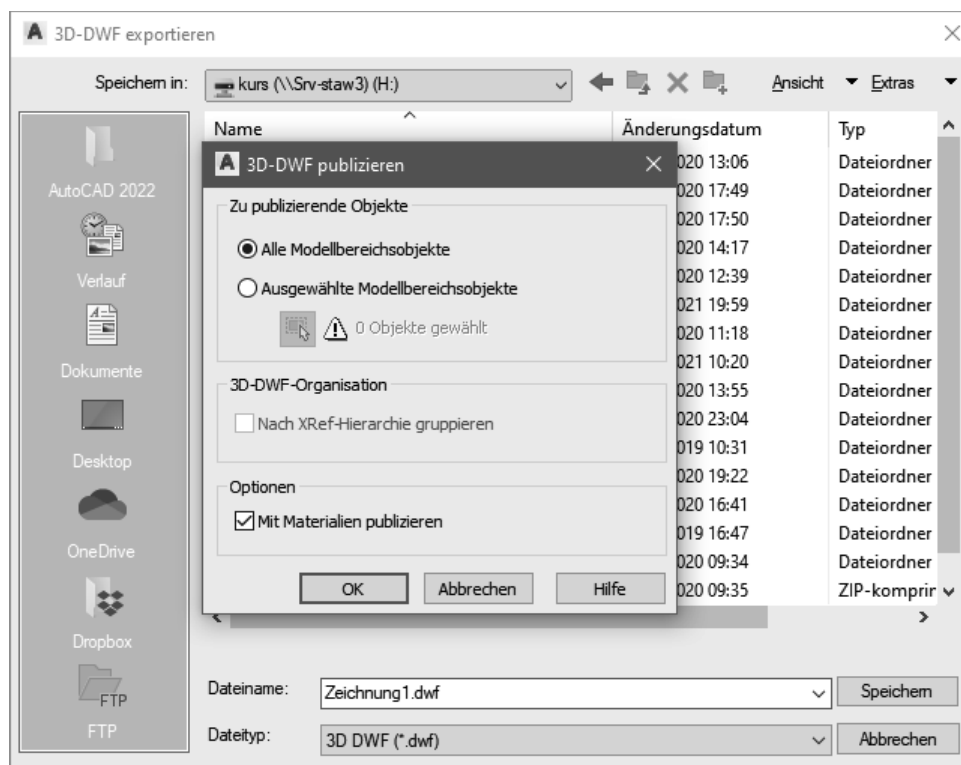 3D-DWF exportieren
Speichern in: kurs (\\Srv-staw3) (H:) Ansicht Extras
AutoCAD 2022
Verlauf
Dokumente
Desktop
OneDrive
Dropbox
FTP
FTP
Name Änderungsdatum Typ
020 13:06 Dateiordner
020 17:49 Dateiordner
020 17:50 Dateiordner
020 14:17 Dateiordner
020 12:39 Dateiordner
021 19:59 Dateiordner
020 11:18 Dateiordner
021 10:20 Dateiordner
020 13:55 Dateiordner
020 23:04 Dateiordner
019 10:31 Dateiordner
020 19:22 Dateiordner
020 16:41 Dateiordner
019 16:47 Dateiordner
020 09:34 Dateiordner
020 09:35 ZIP-komprir
3D-DWF publizieren
Zu publizierende Objekte
Alle Modellbereichsobjekte
Ausgewählte Modellbereichsobjekte
0 Objekte gewählt
3D-DWF-Organisation
Nach XRef-Hierarchie gruppieren
Optionen
Mit Materialien publizieren
OK Abbrechen Hilfe
Dateiname: Zeichnung1.dwf Speichern
Dateityp: 3D DWF (*.dwf) Abbrechen